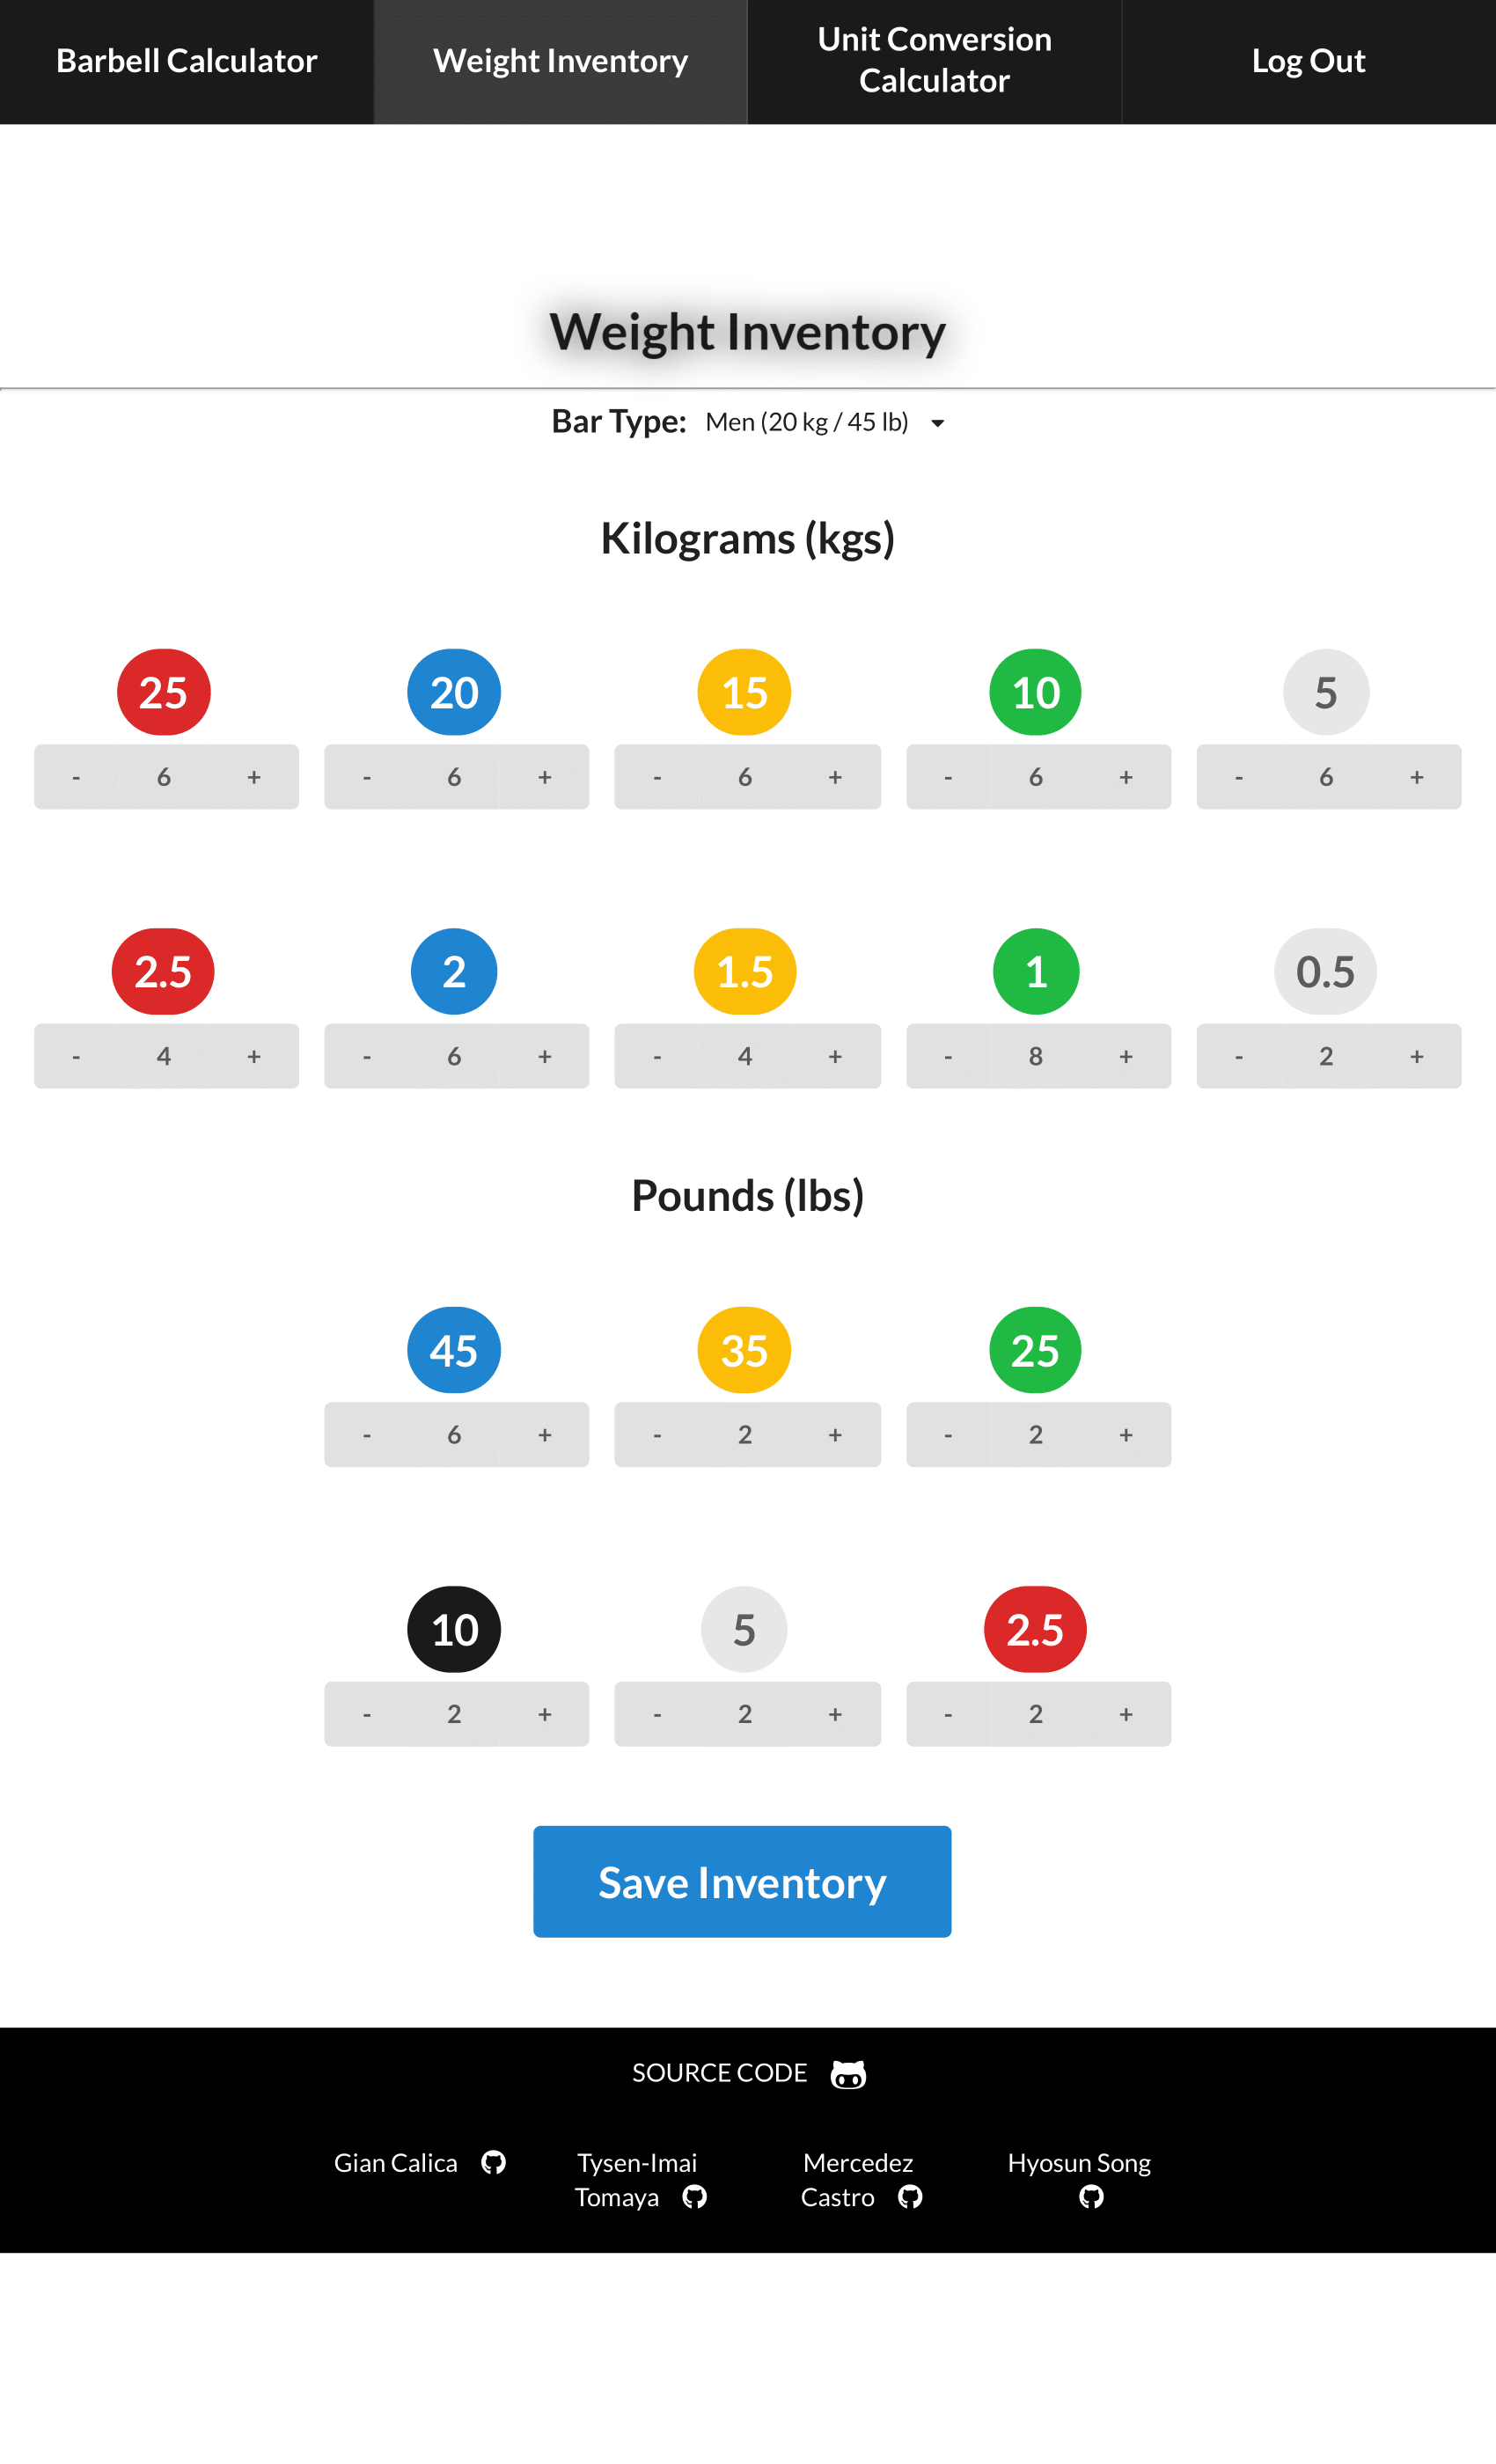 Barbell Calculator
Weight Inventory
Unit Conversion
Calculator
Log Out
Weight Inventory
Bar Type: Men (20 kg / 45 lb)
Kilograms (kgs)
25 20 15 10 5
- 6 + - 6 + - 6 + - 6 + - 6 +
2.5 2 1.5 1 0.5
- 4 + - 6 + - 4 + - 8 + - 2 +
Pounds (lbs)
45 35 25
- 6 + - 2 + - 2 +
10 5 2.5
- 2 + - 2 + - 2 +
Save Inventory
SOURCE CODE
Gian Calica
Tysen-Imai
Tomaya
Mercedez
Castro
Hyosun Song